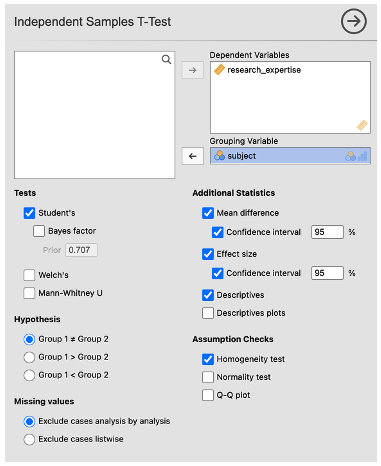 Independent Samples T-Test
Dependent Variables
research_expertise
Grouping Variable
subject
Tests
Student's
Bayes factor
Prior 0.707
Welch's
Mann-Whitney U
Hypothesis
Group 1 ≠ Group 2
Group 1 > Group 2
Group 1 < Group 2
Missing values
Exclude cases analysis by analysis
Exclude cases listwise
Additional Statistics
Mean difference
Confidence interval 95 %
Effect size
Confidence interval 95 %
Descriptives
Descriptives plots
Assumption Checks
Homogeneity test
Normality test
Q-Q plot